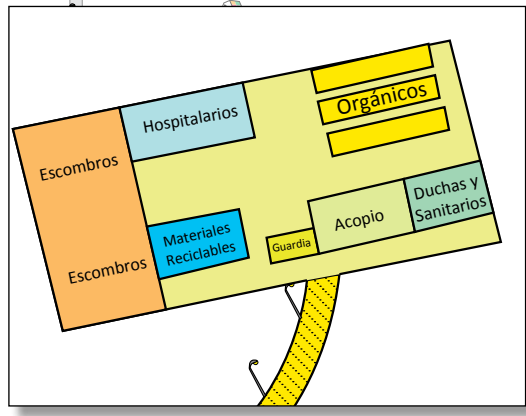 Hospitalarios
Orgánicos
Escombros
Duchas y
Sanitarios
Acopio
Materiales
Reciclables
Guardia
Escombros